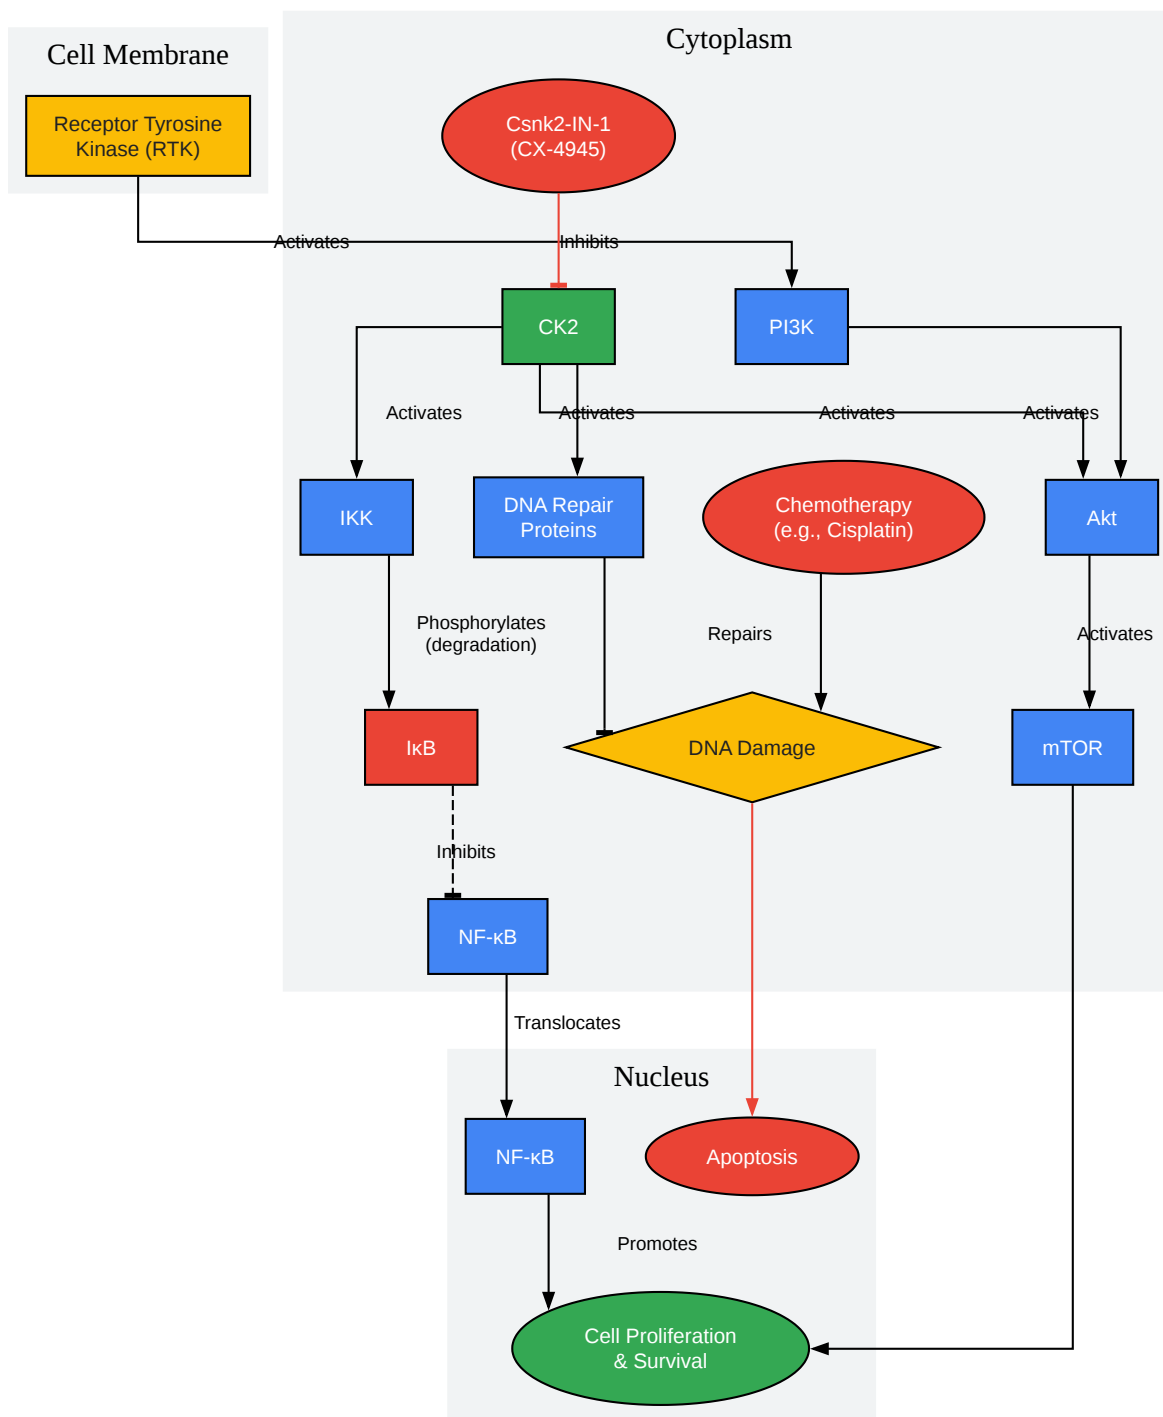 Cell Membrane
Cytoplasm
Receptor Tyrosine
Kinase (RTK)
Csnk2-IN-1
(CX-4945)
Activates
Inhibits
CK2
PI3K
Activates
Activates
Activates
Activates
IKK
DNA Repair
Proteins
Chemotherapy
(e.g., Cisplatin)
Akt
Phosphorylates
(degradation)
Repairs
Activates
IκB
DNA Damage
mTOR
Inhibits
NF-κB
Translocates
Nucleus
NF-κB
Apoptosis
Promotes
Cell Proliferation
& Survival